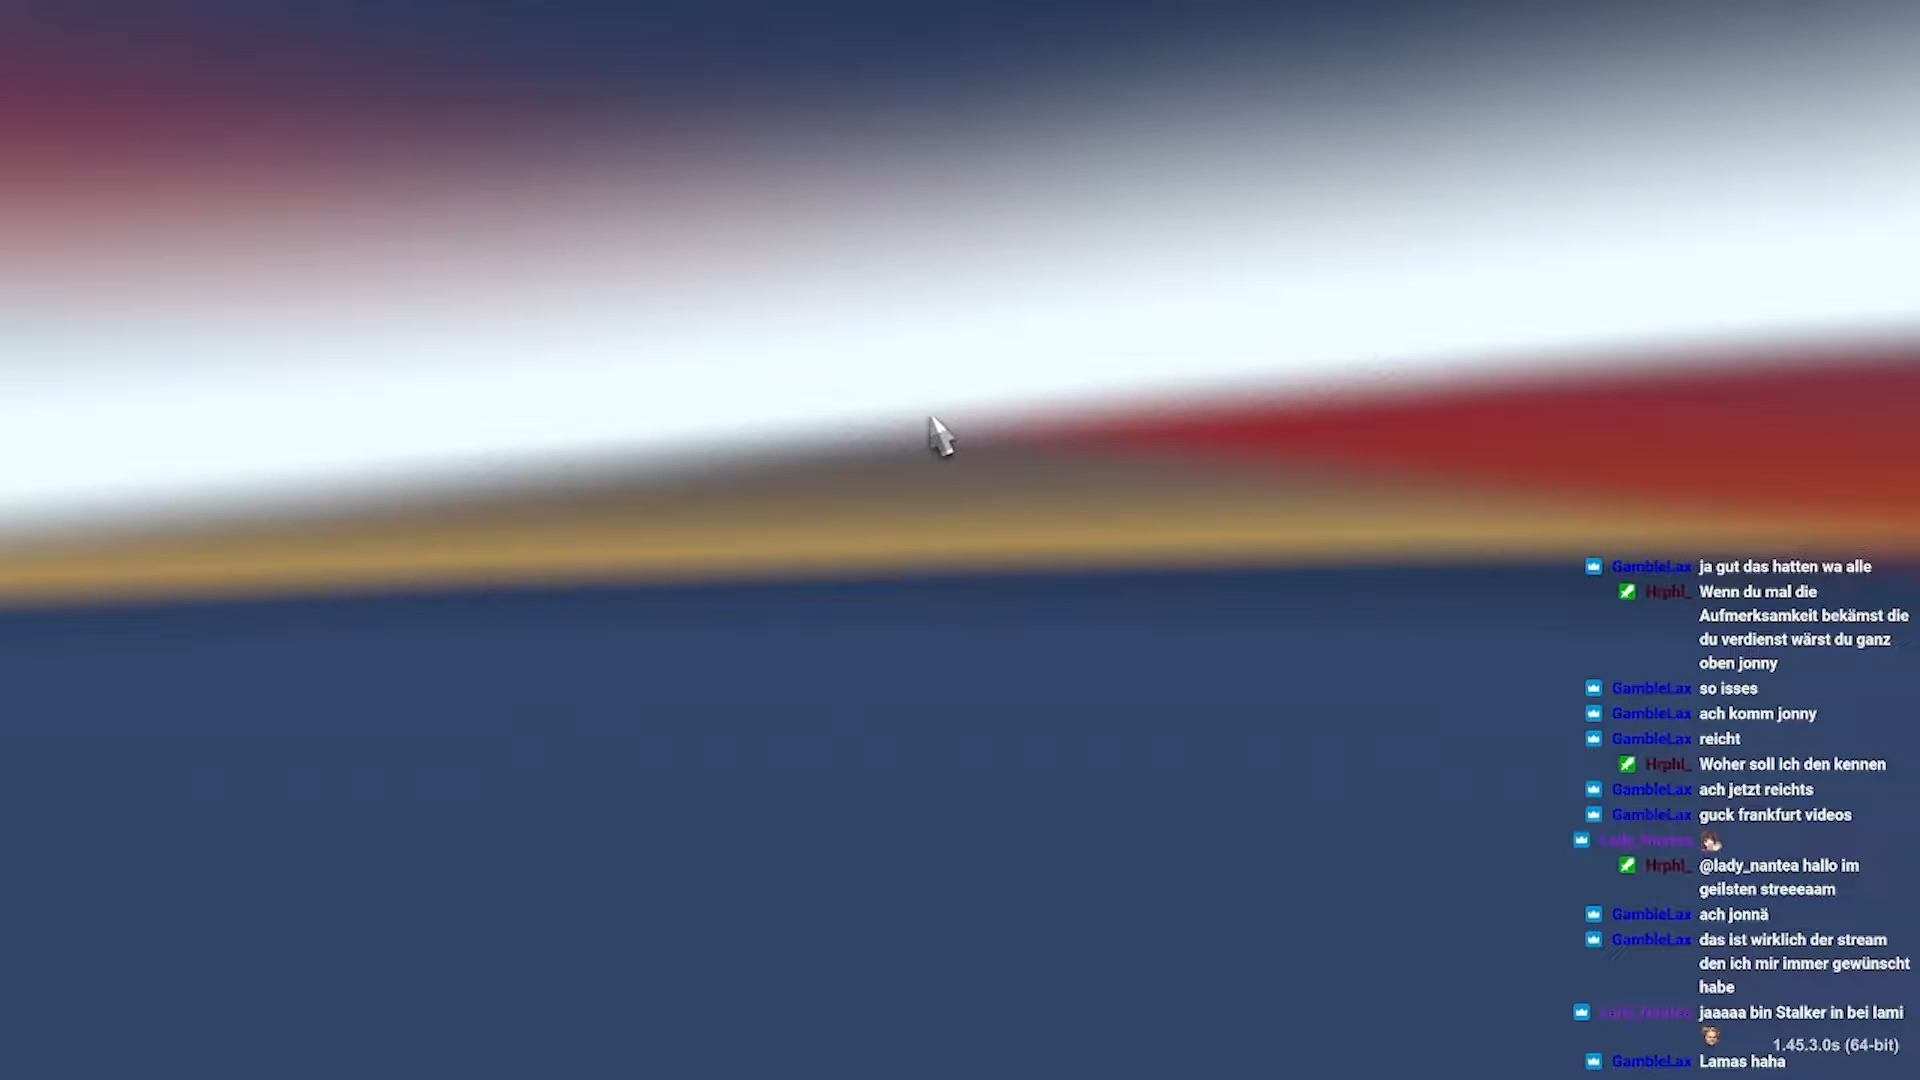 GambleLax ja gut das hatten wa alle
Hrphl_ Wenn du mal die
Aufmerksamkeit bekämst die
du verdienst wärst du ganz
oben jonny
GambleLax so isses
GambleLax ach komm jonny
GambleLax reicht
Hrphl_ Woher soll ich den kennen
GambleLax ach jetzt reichts
GambleLax guck frankfurt videos
Lady_Nantea
Hrphl_ @lady_nantea hallo im
geilsten streeeaam
GambleLax ach jonnä
GambleLax das ist wirklich der stream
den ich mir immer gewünscht
habe
Lady_Nantea jaaaaa bin Stalker in bei lami
1.45.3.0s (64-bit)
GambleLax Lamas haha